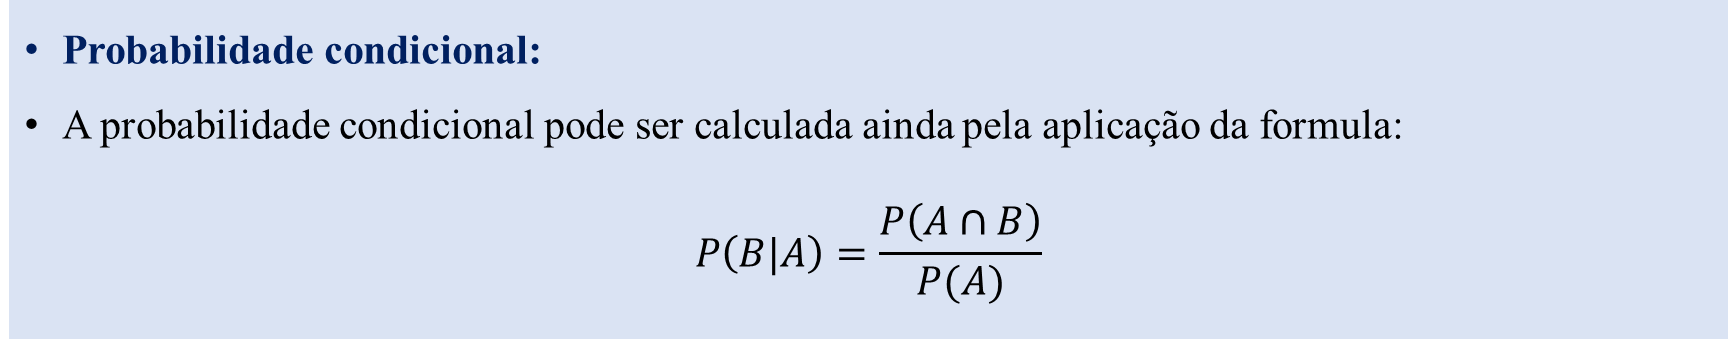 • Probabilidade condicional:
• A probabilidade condicional pode ser calculada ainda pela aplicação da formula:
P(B|A) = P(A ∩ B) / P(A)